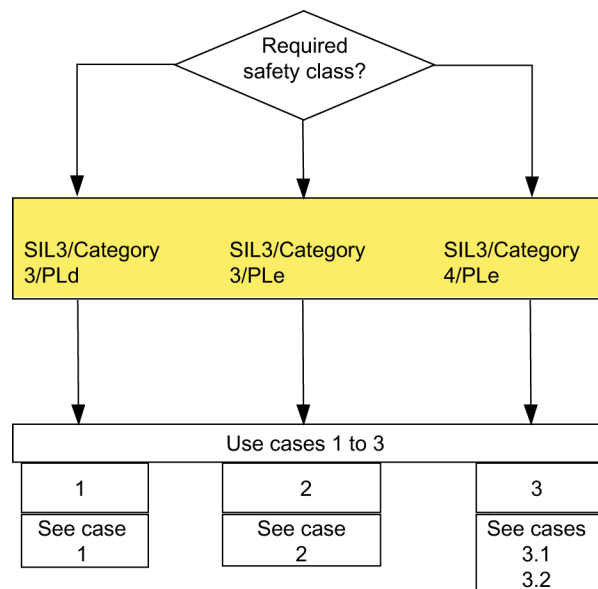 Required
safety class?
SIL3/Category
3/PLd
SIL3/Category
3/PLe
SIL3/Category
4/PLe
Use cases 1 to 3
1
2
3
See case
1
See case
2
See cases
3.1
3.2